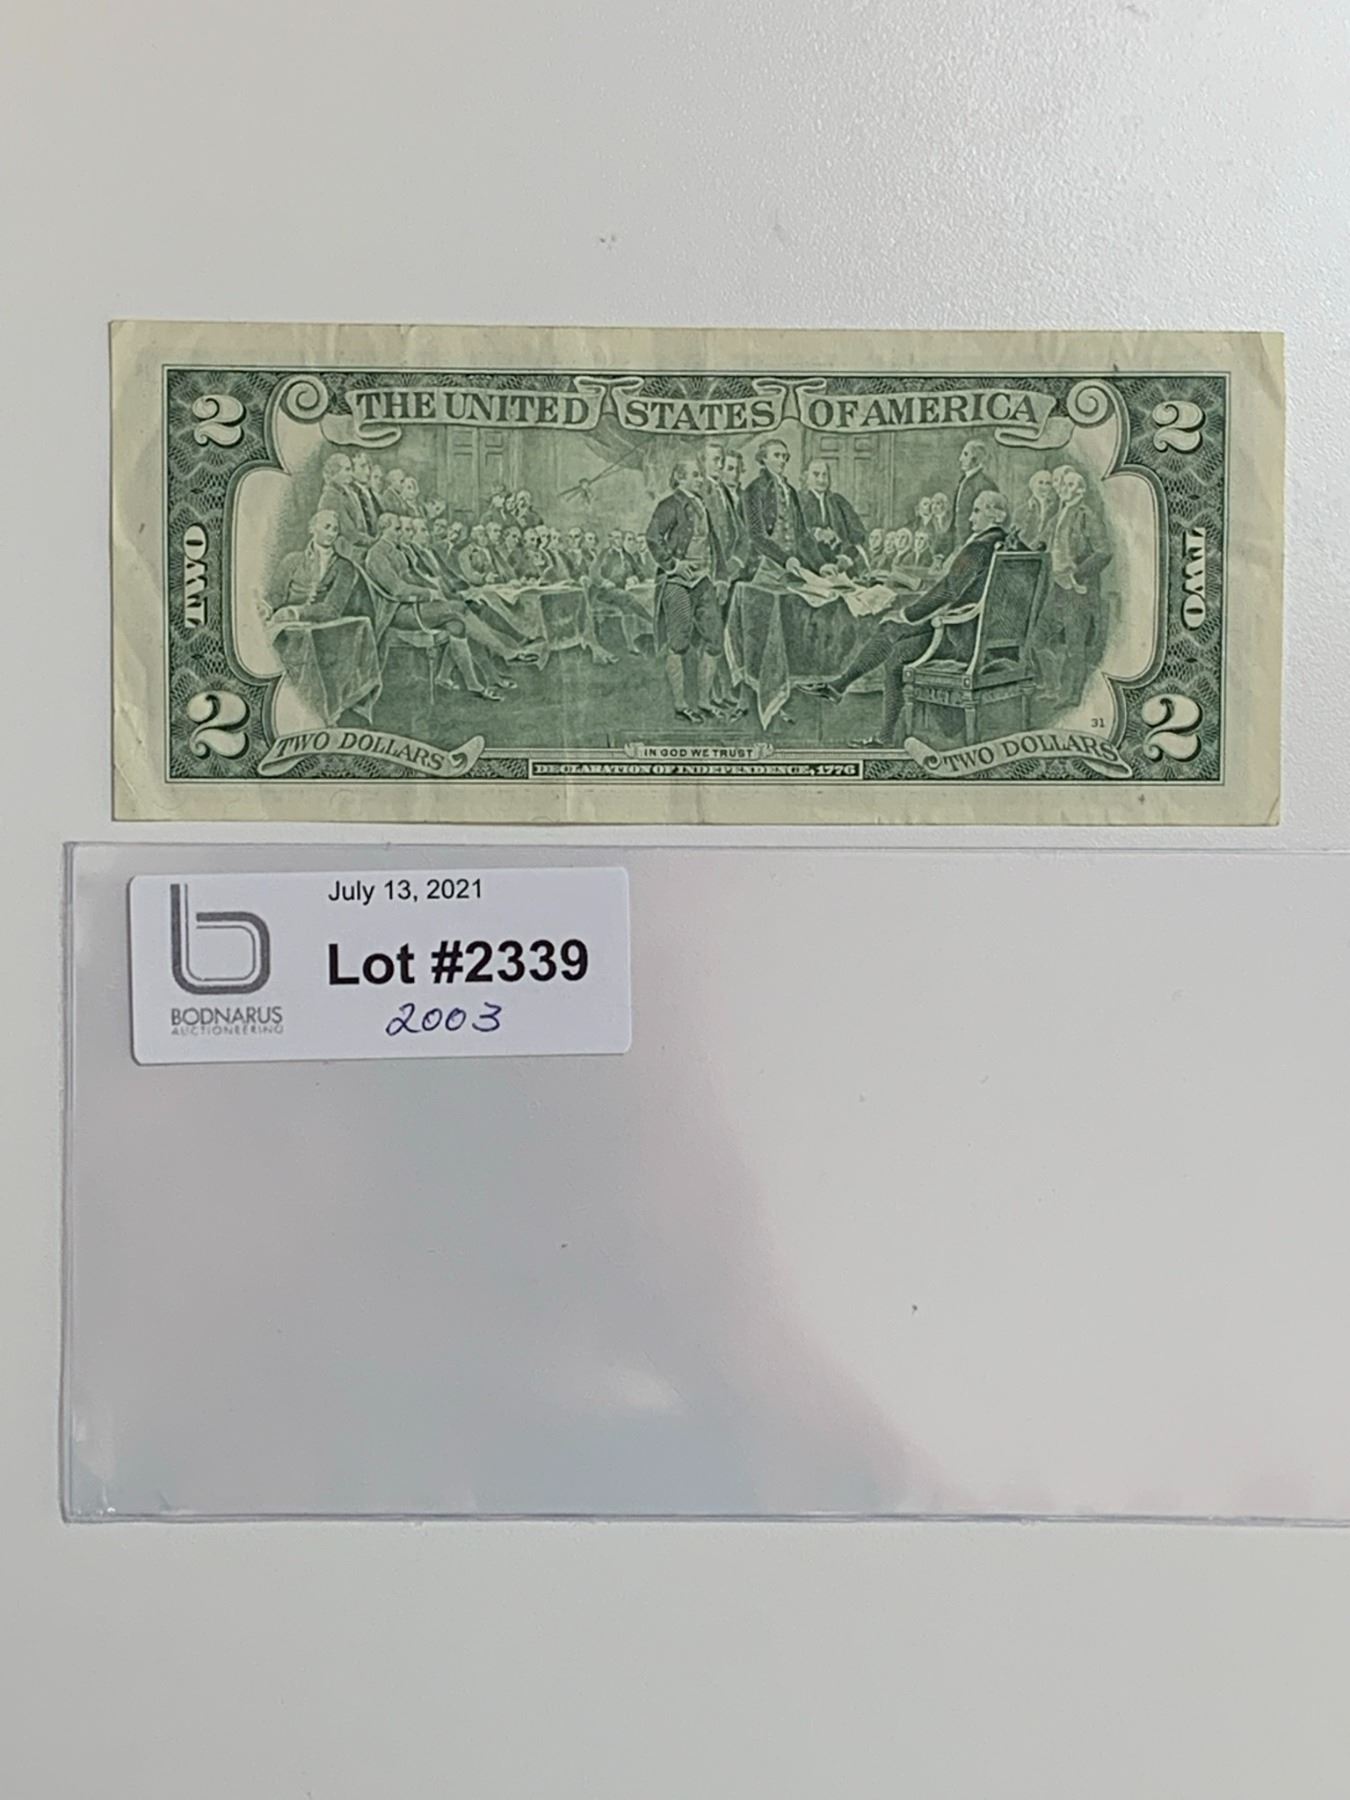 THE UNITED STATES OF AMERICA
2
2
TWO
TWO
2
2
31
TWO DOLLARS
IN GOD WE TRUST
TWO DOLLARS
DECLARATION OF INDEPENDENCE, 1776
July 13, 2021
Lot #2339
2003
BODNARUS
AUCTIONEERING